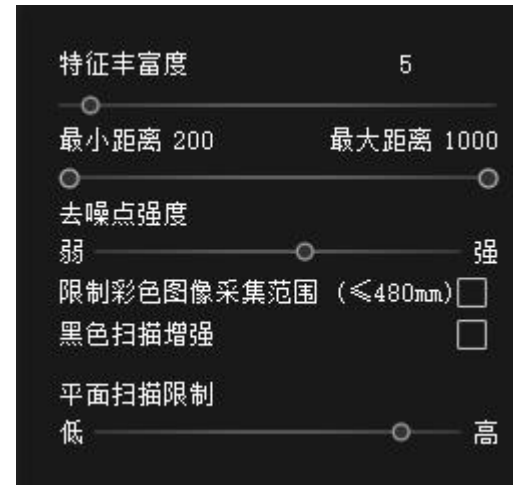 特征丰富度 5
最小距离 200 最大距离 1000
去噪点强度
弱 强
限制彩色图像采集范围 (≤480mm)
黑色扫描增强
平面扫描限制
低 高